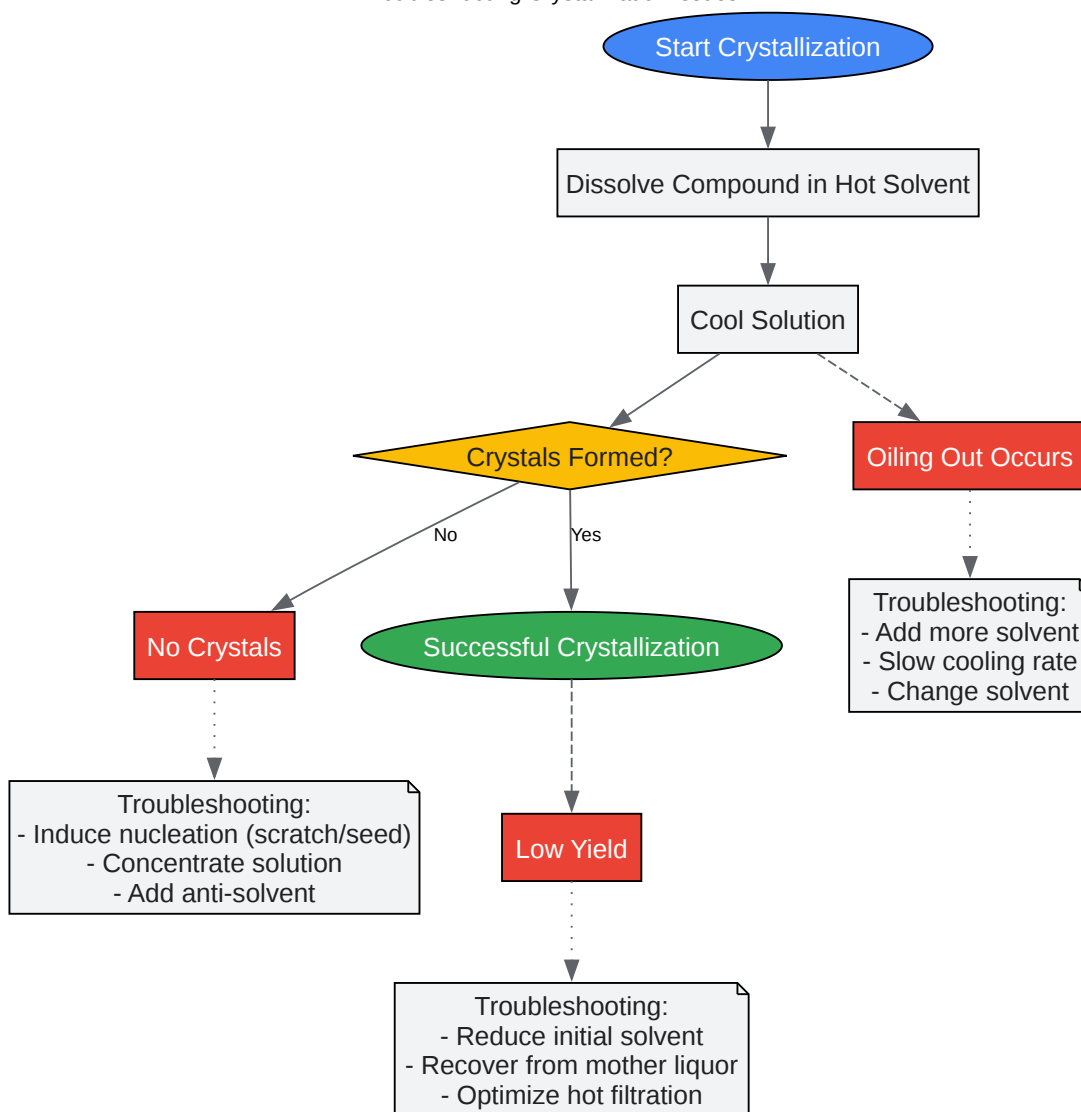 Start Crystallization
Dissolve Compound in Hot Solvent
Cool Solution
Crystals Formed?
Oiling Out Occurs
No
Yes
Troubleshooting:
- Add more solvent
- Slow cooling rate
- Change solvent
No Crystals
Successful Crystallization
Troubleshooting:
- Induce nucleation (scratch/seed)
- Concentrate solution
- Add anti-solvent
Low Yield
Troubleshooting:
- Reduce initial solvent
- Recover from mother liquor
- Optimize hot filtration